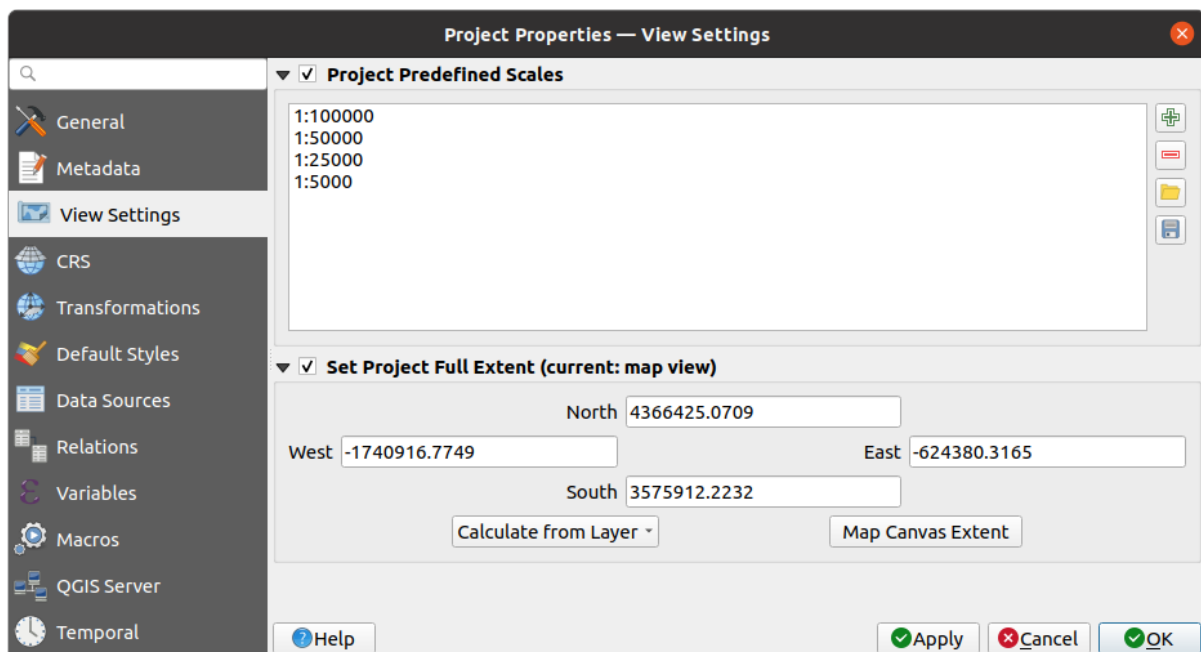 Project Properties — View Settings
General
Metadata
View Settings
CRS
Transformations
Default Styles
Data Sources
Relations
Variables
Macros
QGIS Server
Temporal
Project Predefined Scales
1:100000
1:50000
1:25000
1:5000
Set Project Full Extent (current: map view)
North 4366425.0709
West -1740916.7749 East -624380.3165
South 3575912.2232
Calculate from Layer Map Canvas Extent
Help Apply Cancel OK